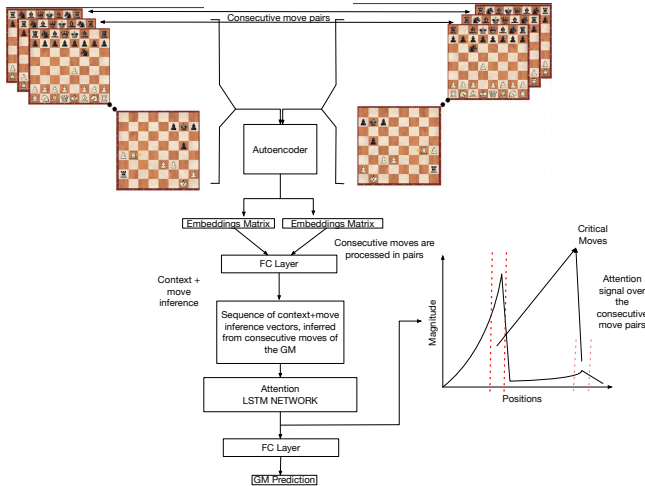 Consecutive move pairs
Autoencoder
Embeddings Matrix
Embeddings Matrix
Consecutive moves are
processed in pairs
FC Layer
Context +
move
inference
Sequence of context+move
inference vectors, inferred
from consecutive moves of
the GM
Attention
LSTM NETWORK
FC Layer
GM Prediction
Critical
Moves
Attention
signal over
the
consecutive
move pairs
Magnitude
Positions